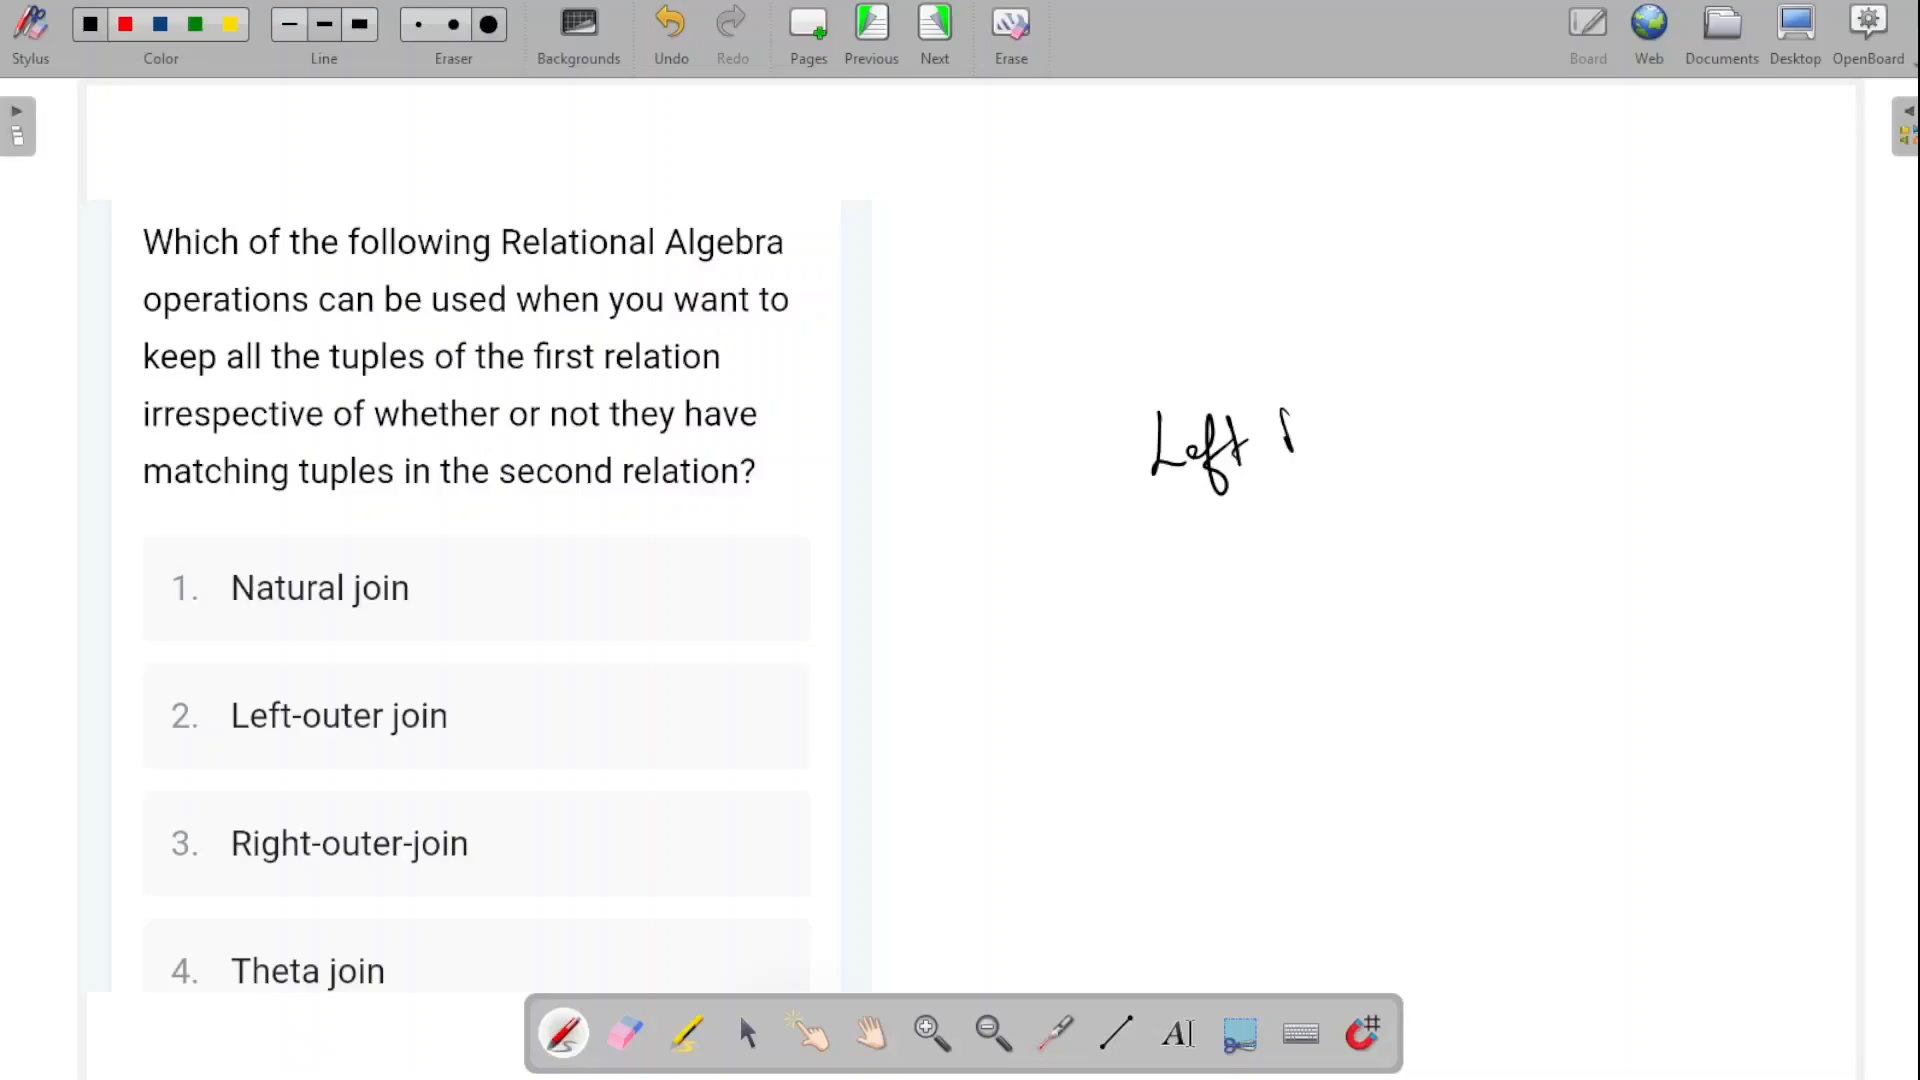 Stylus
Color
Line
Eraser
Backgrounds
Undo
Redo
Pages
Previous
Next
Erase
Board
Web
Documents
Desktop
OpenBoard
Which of the following Relational Algebra
operations can be used when you want to
keep all the tuples of the first relation
irrespective of whether or not they have
matching tuples in the second relation?
1. Natural join
2. Left-outer join
3. Right-outer-join
4. Theta join
Left